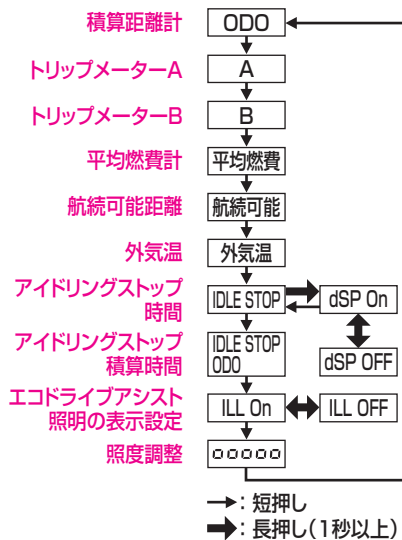 積算距離計
ODO
トリップメーターA
A
トリップメーターB
B
平均燃費計
平均燃費
航続可能距離
航続可能
外気温
外気温
アイドリングストップ
時間
IDLE STOP
dSP On
dSP OFF
アイドリングストップ
積算時間
IDLE STOP
ODO
エコドライブアシスト
照明の表示設定
ILL On
ILL OFF
照度調整
ooooo
→：短押し
➡：長押し（1秒以上）